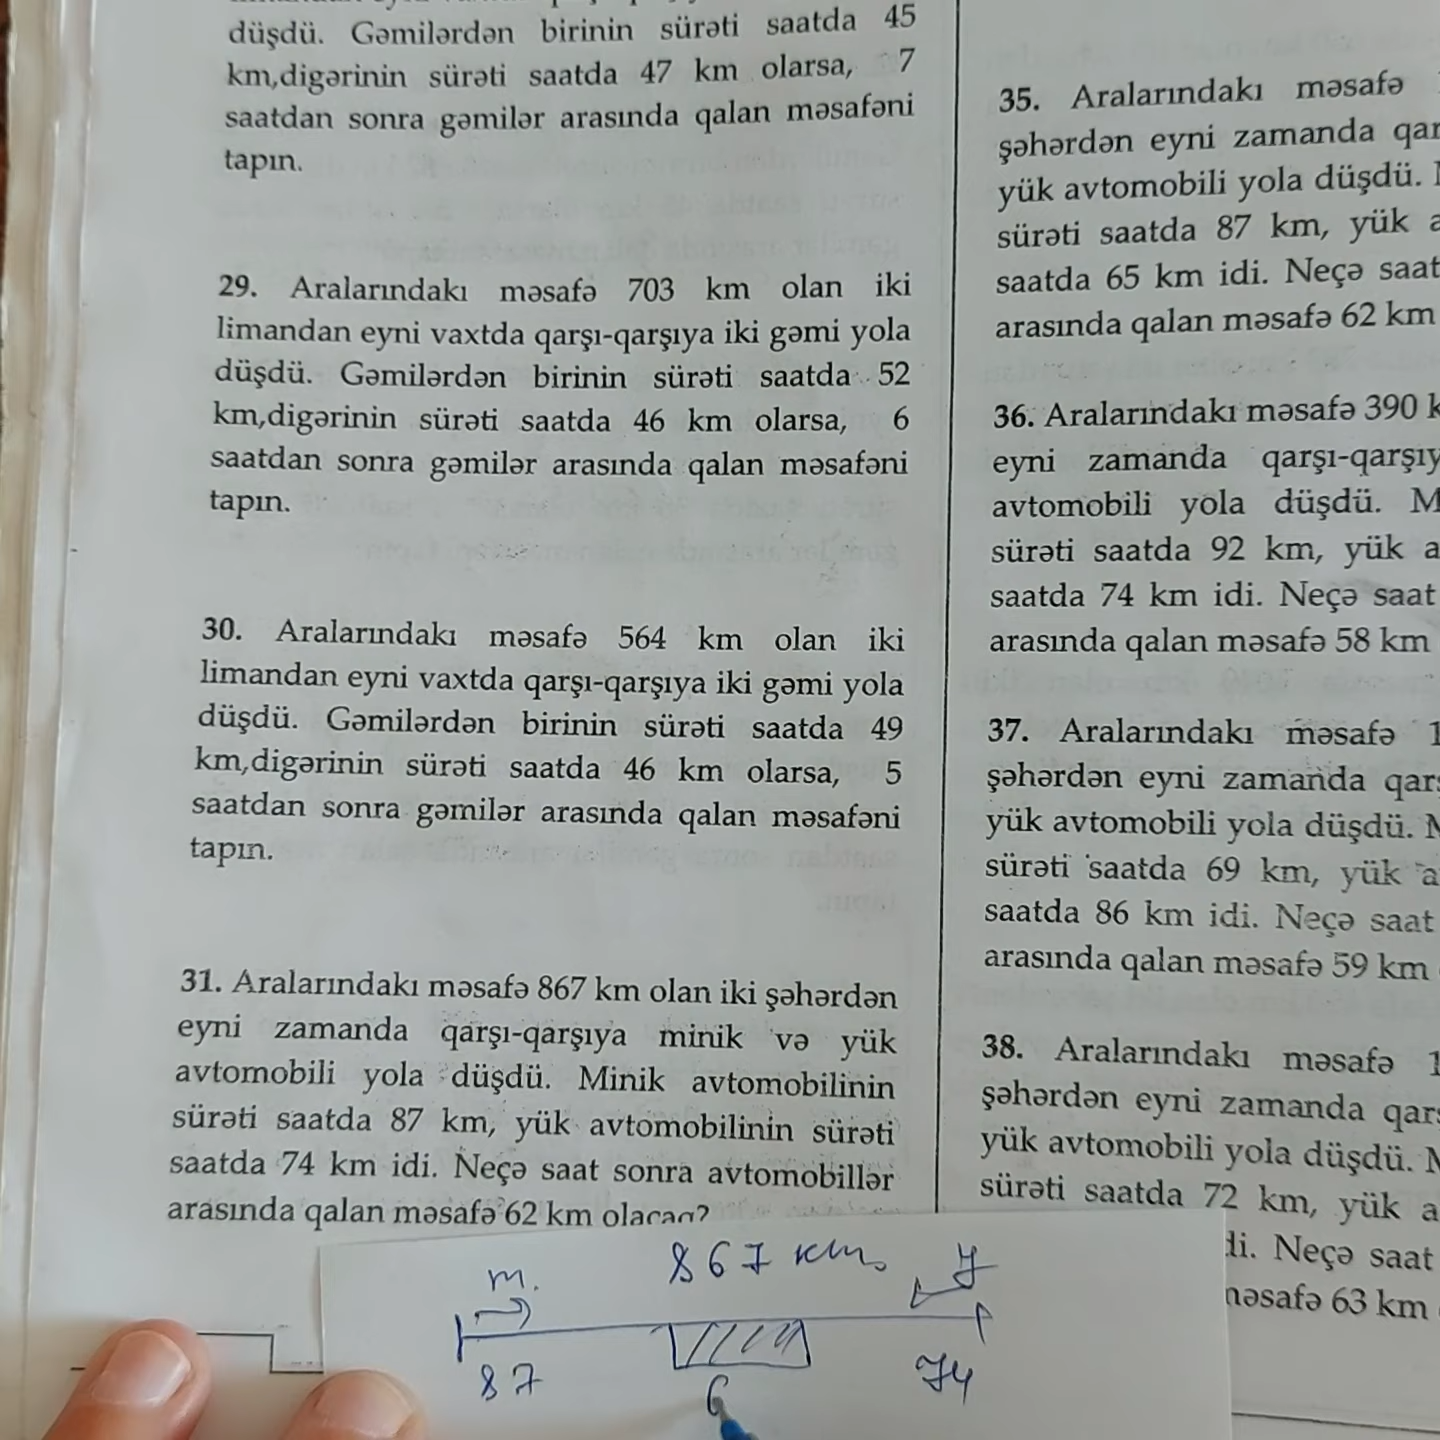 düşdü. Gəmilərdən birinin sürəti saatda 45
km,digərinin sürəti saatda 47 km olarsa, 7
saatdan sonra gəmilər arasında qalan məsafəni
tapın.
29. Aralarındakı məsafə 703 km olan iki
limandan eyni vaxtda qarşı-qarşıya iki gəmi yola
düşdü. Gəmilərdən birinin sürəti saatda 52
km,digərinin sürəti saatda 46 km olarsa, 6
saatdan sonra gəmilər arasında qalan məsafəni
tapın.
30. Aralarındakı məsafə 564 km olan iki
limandan eyni vaxtda qarşı-qarşıya iki gəmi yola
düşdü. Gəmilərdən birinin sürəti saatda 49
km,digərinin sürəti saatda 46 km olarsa, 5
saatdan sonra gəmilər arasında qalan məsafəni
tapın.
31. Aralarındakı məsafə 867 km olan iki şəhərdən
eyni zamanda qarşı-qarşıya minik və yük
avtomobili yola düşdü. Minik avtomobilinin
sürəti saatda 87 km, yük avtomobilinin sürəti
saatda 74 km idi. Neçə saat sonra avtomobillər
arasında qalan məsafə 62 km olacaq?
35. Aralarındakı məsafə
şəhərdən eyni zamanda qar
yük avtomobili yola düşdü.
sürəti saatda 87 km, yük a
saatda 65 km idi. Neçə saat
arasında qalan məsafə 62 km
36. Aralarındakı məsafə 390 k
eyni zamanda qarşı-qarşıy
avtomobili yola düşdü. M
sürəti saatda 92 km, yük a
saatda 74 km idi. Neçə saat
arasında qalan məsafə 58 km
37. Aralarındakı məsafə 1
şəhərdən eyni zamanda qarş
yük avtomobili yola düşdü. M
sürəti saatda 69 km, yük a
saatda 86 km idi. Neçə saat
arasında qalan məsafə 59 km
38. Aralarındakı məsafə 1
şəhərdən eyni zamanda qarş
yük avtomobili yola düşdü. M
sürəti saatda 72 km, yük a
di. Neçə saat
məsafə 63 km
m. 867 km y
87 6 74